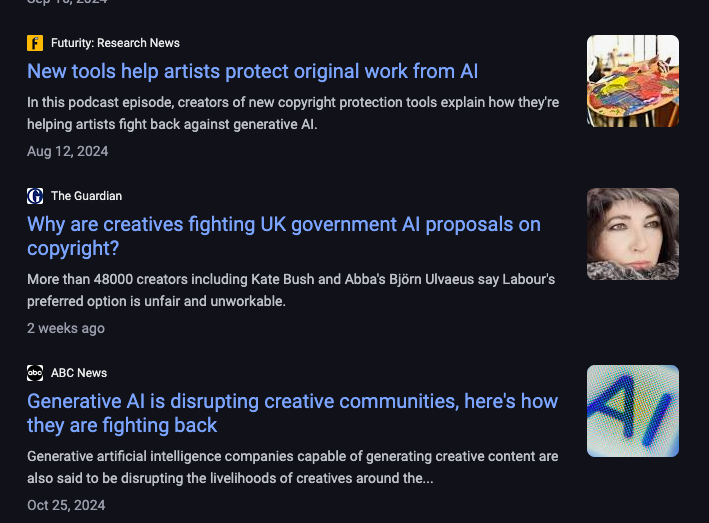 Sep 10, 2024
Futurity: Research News
New tools help artists protect original work from AI
In this podcast episode, creators of new copyright protection tools explain how they're
helping artists fight back against generative AI.
Aug 12, 2024
The Guardian
Why are creatives fighting UK government AI proposals on
copyright?
More than 48000 creators including Kate Bush and Abba's Björn Ulvaeus say Labour's
preferred option is unfair and unworkable.
2 weeks ago
abc
ABC News
Generative AI is disrupting creative communities, here's how
they are fighting back
AI
Generative artificial intelligence companies capable of generating creative content are
also said to be disrupting the livelihoods of creatives around the...
Oct 25, 2024